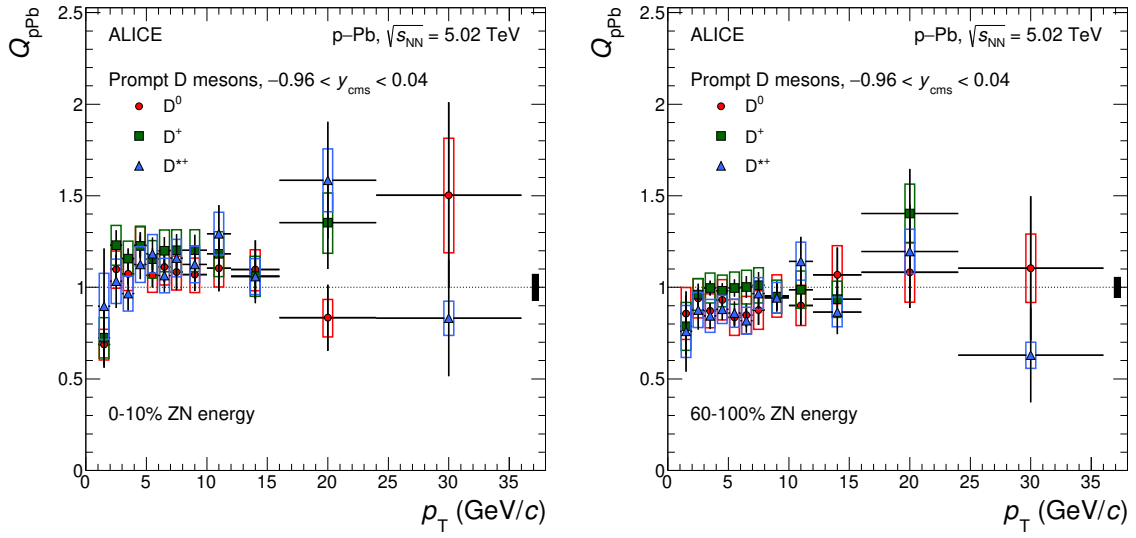 Q_pPb
2.5
2
1.5
1
0.5
0
ALICE
p–Pb, √s_NN = 5.02 TeV
Prompt D mesons, −0.96 < y_cms < 0.04
D⁰
D⁺
D*⁺
0-10% ZN energy
0 5 10 15 20 25 30 35
p_T (GeV/c)
Q_pPb
2.5
2
1.5
1
0.5
0
ALICE
p–Pb, √s_NN = 5.02 TeV
Prompt D mesons, −0.96 < y_cms < 0.04
D⁰
D⁺
D*⁺
60-100% ZN energy
0 5 10 15 20 25 30 35
p_T (GeV/c)